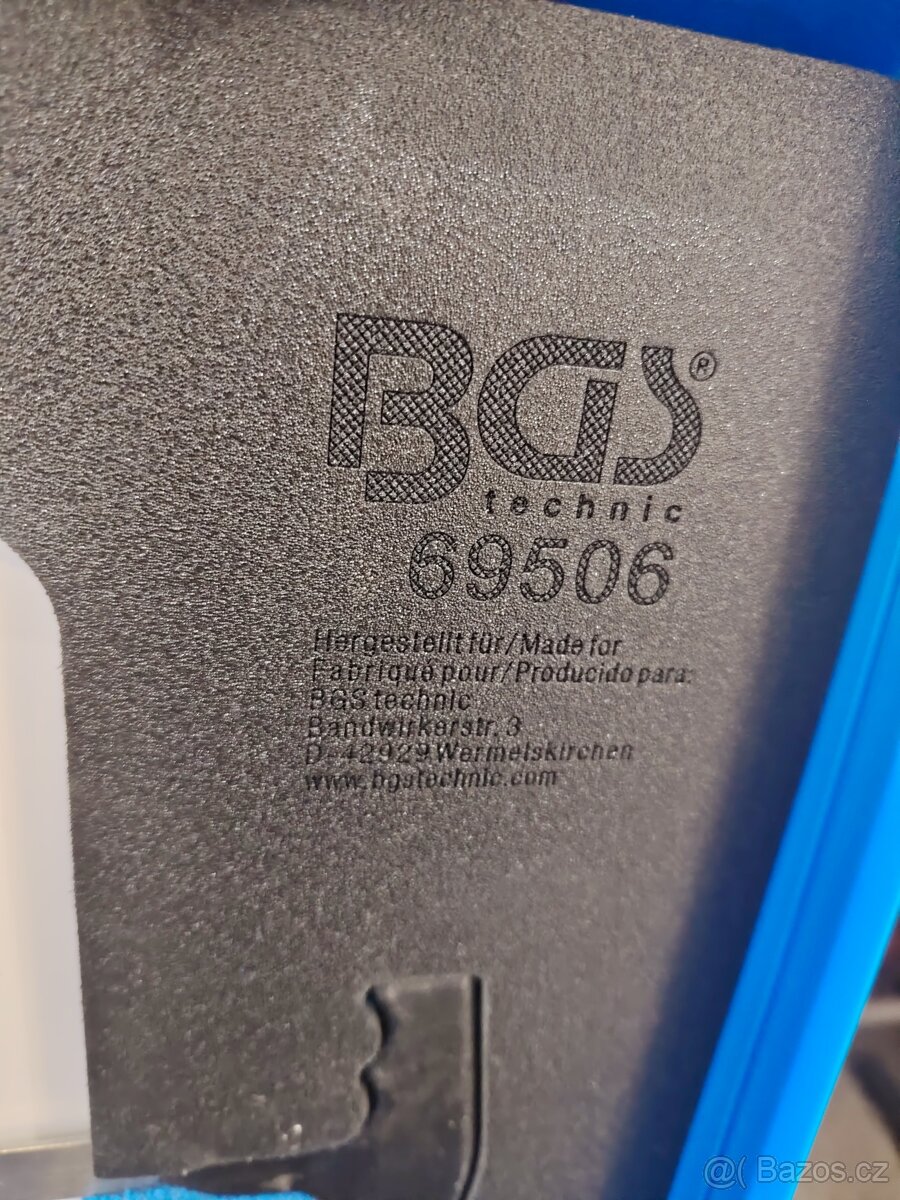 BGS®
technic
69506
Hergestellt für/Made for
Fabriqué pour/Producido para:
BGS technic
Bandwirkerstr. 3
D-42929 Wermelskirchen
www.bgstechnic.com
@( Bazos.cz